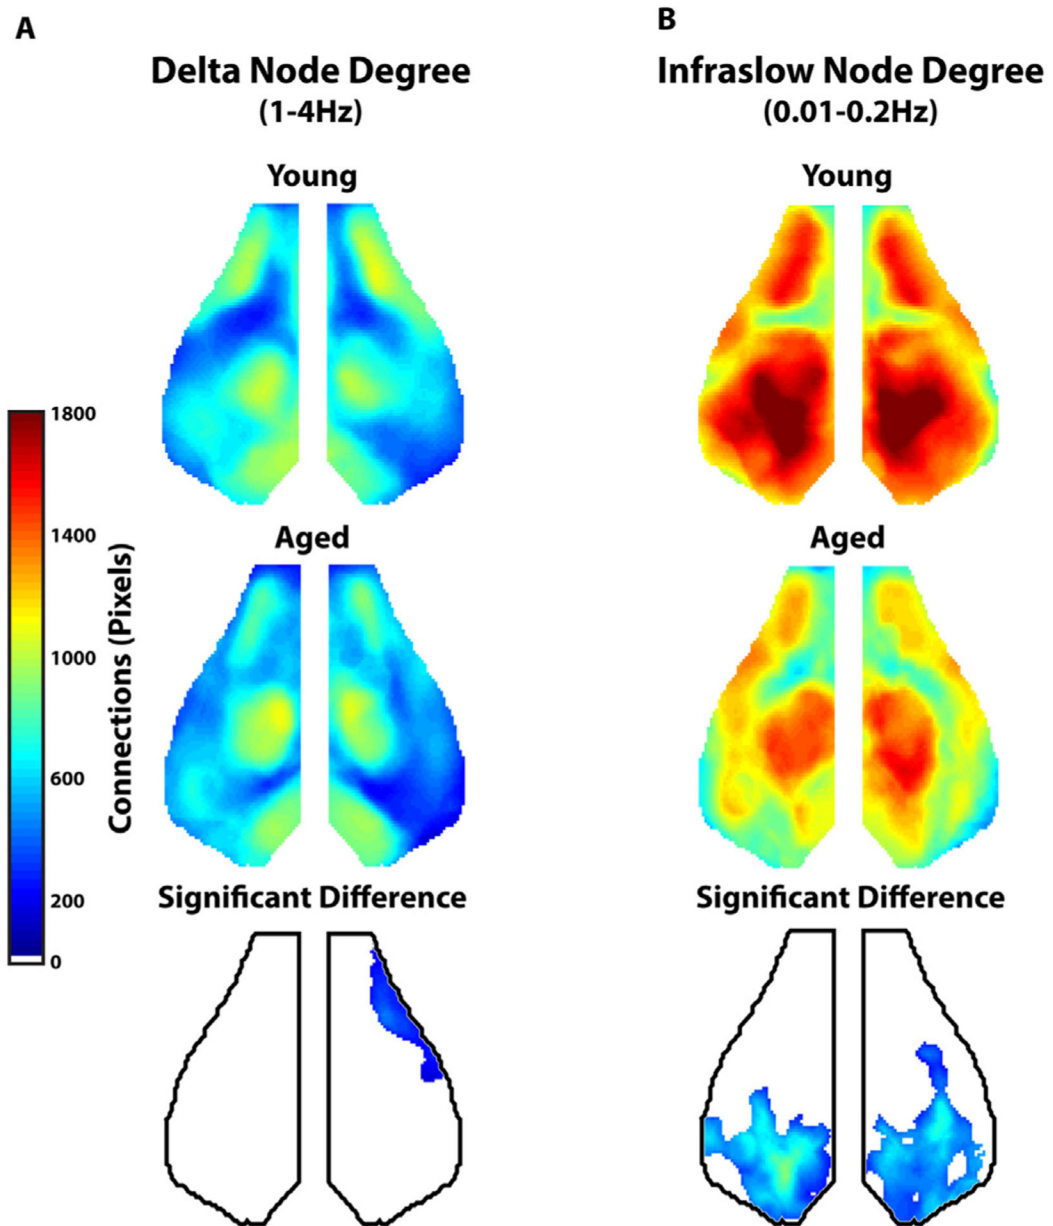 A
Delta Node Degree
(1-4Hz)
Young
Aged
Significant Difference
B
Infraslow Node Degree
(0.01-0.2Hz)
Young
Aged
Significant Difference
Connections (Pixels)
1800
1400
1000
600
200
0